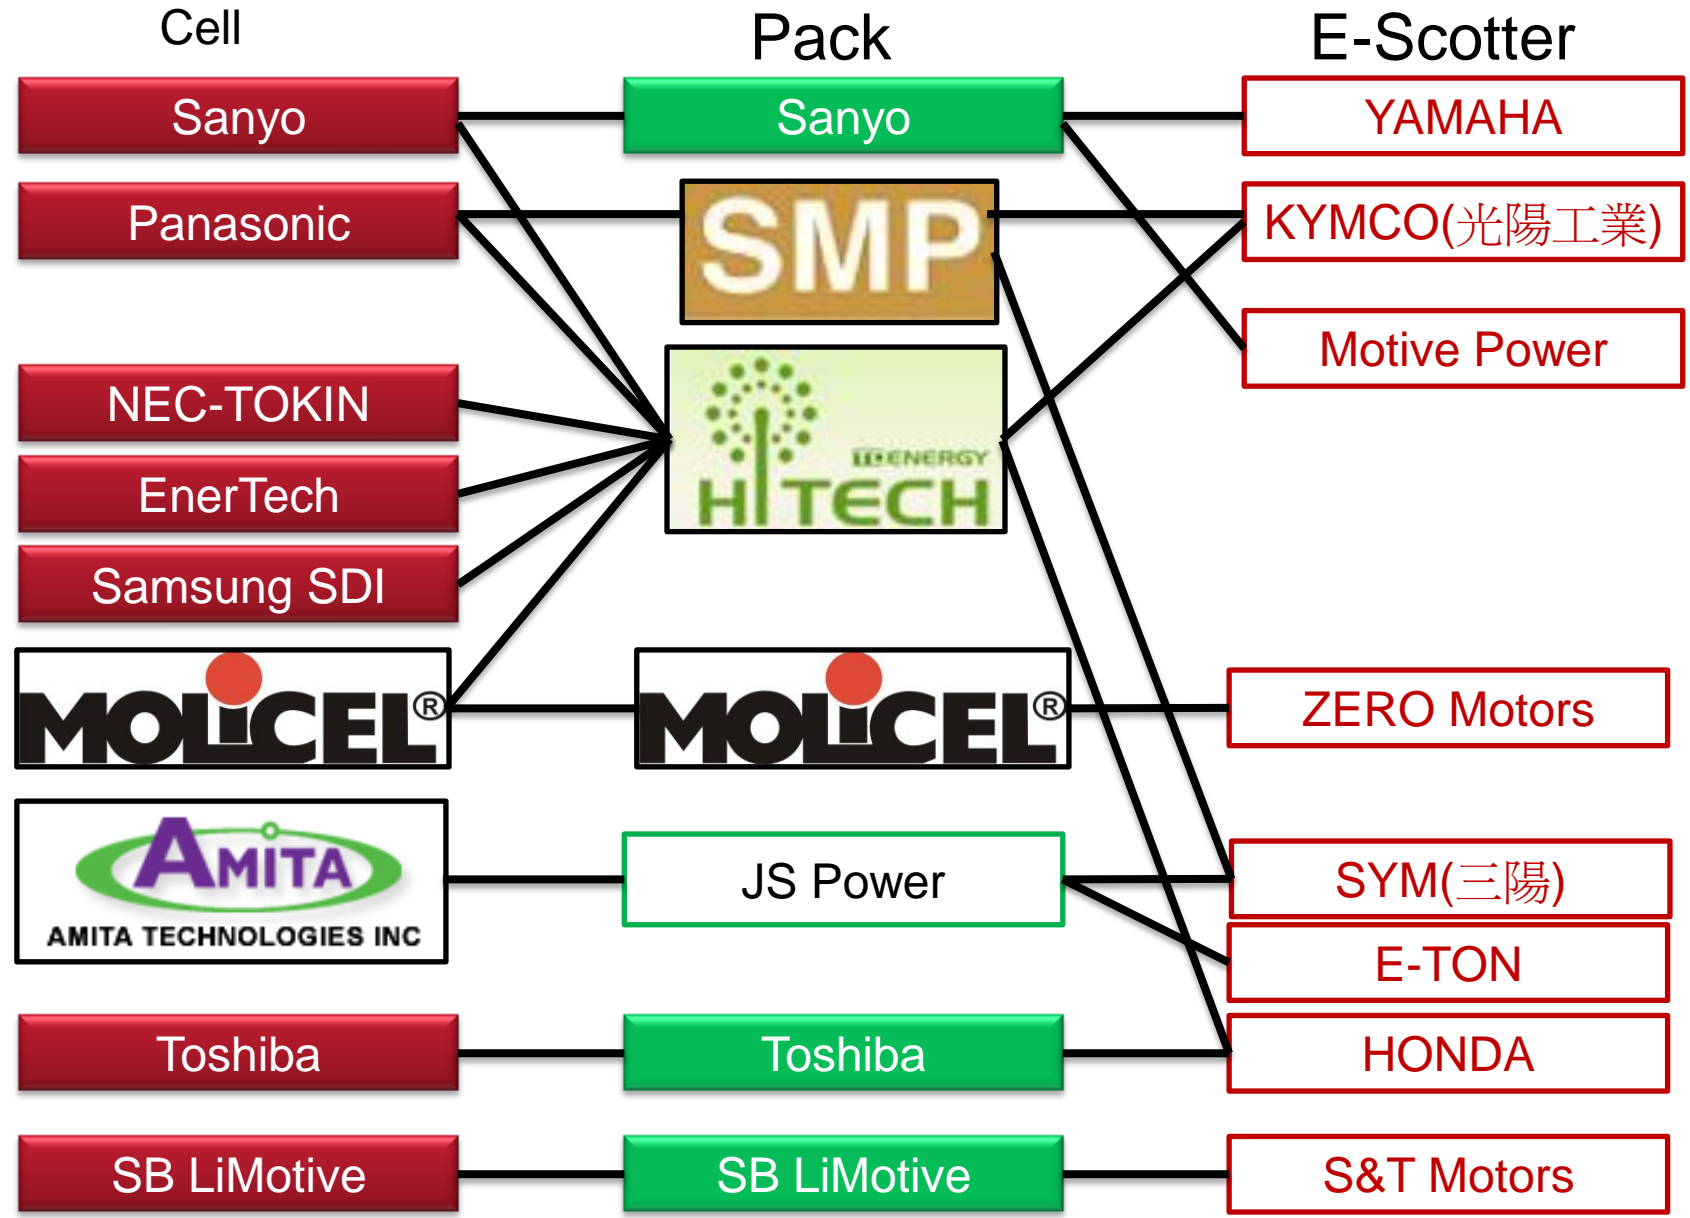 Cell
Pack
E-Scotter
Sanyo
Sanyo
YAMAHA
Panasonic
SMP
KYMCO(光陽工業)
Motive Power
NEC-TOKIN
ENERGY
HITECH
EnerTech
Samsung SDI
MOLiCEL®
MOLiCEL®
ZERO Motors
AMITA
AMITA TECHNOLOGIES INC
JS Power
SYM(三陽)
E-TON
Toshiba
Toshiba
HONDA
SB LiMotive
SB LiMotive
S&T Motors